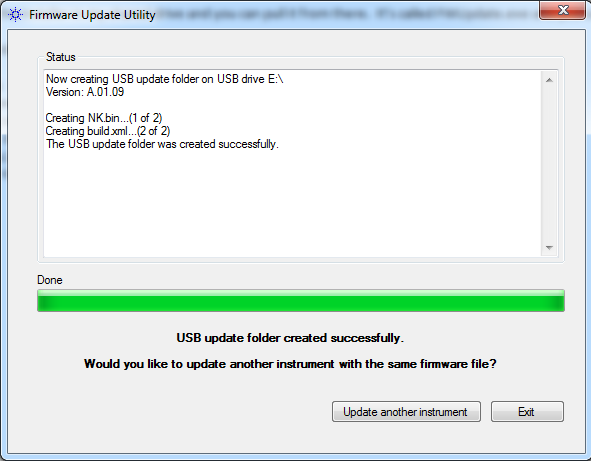 Firmware Update Utility
Status
Now creating USB update folder on USB drive E:\
Version: A.01.09
Creating NK.bin...(1 of 2)
Creating build.xml...(2 of 2)
The USB update folder was created successfully.
Done
USB update folder created successfully.
Would you like to update another instrument with the same firmware file?
Update another instrument
Exit